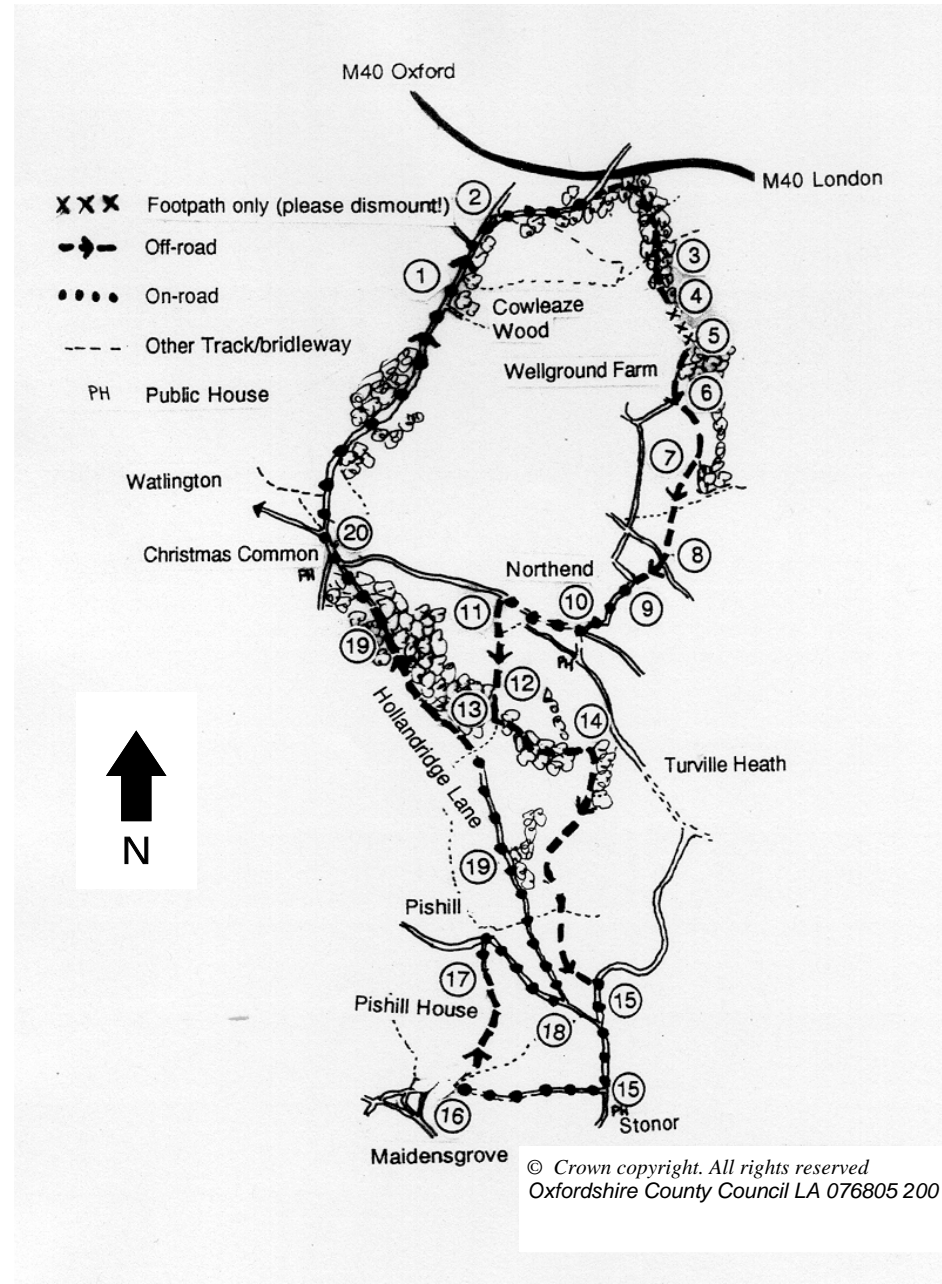 M40 Oxford
M40 London
XXX Footpath only (please dismount!)
Off-road
On-road
Other Track/bridleway
PH Public House
2
1
3
4
5
Cowleaze
Wood
Wellground Farm
6
7
Watlington
20
Christmas Common
PH
8
Northend
10
9
11
19
PH
12
13
14
Hollandridge Lane
Turville Heath
N
19
Pishill
17
Pishill House
15
18
15
16
PH
Stonor
Maidensgrove
© Crown copyright. All rights reserved
Oxfordshire County Council LA 076805 200